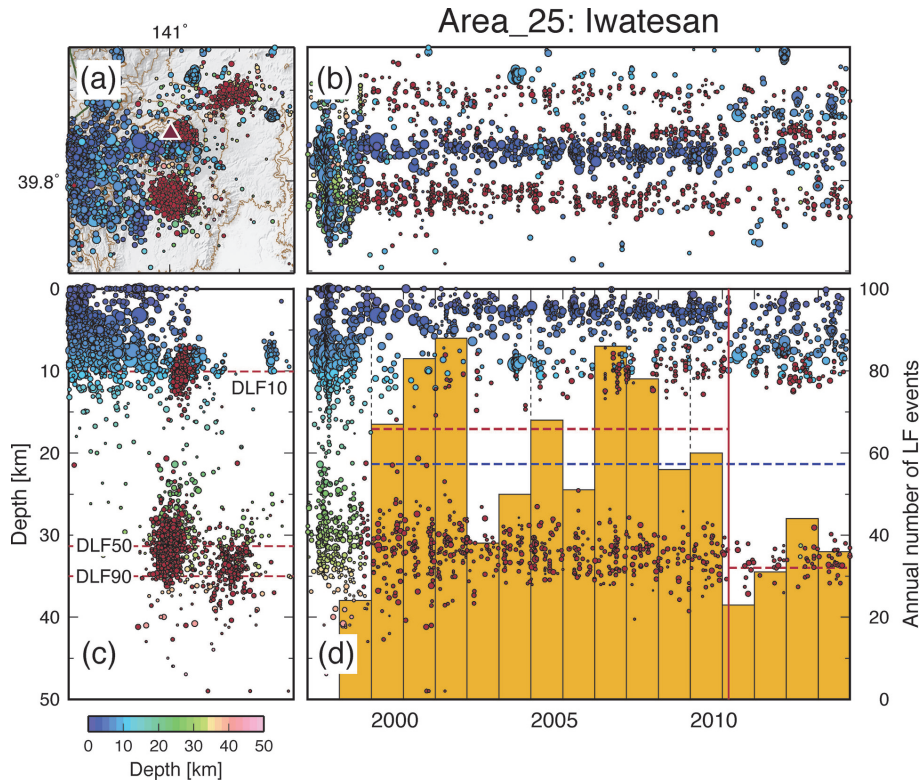 Area_25: Iwatesan
141°
(a)
(b)
39.8°
0
10
20
30
40
50
Depth [km]
DLF10
DLF50
DLF90
(c)
(d)
100
80
60
40
20
0
Annual number of LF events
2000
2005
2010
0 10 20 30 40 50
Depth [km]